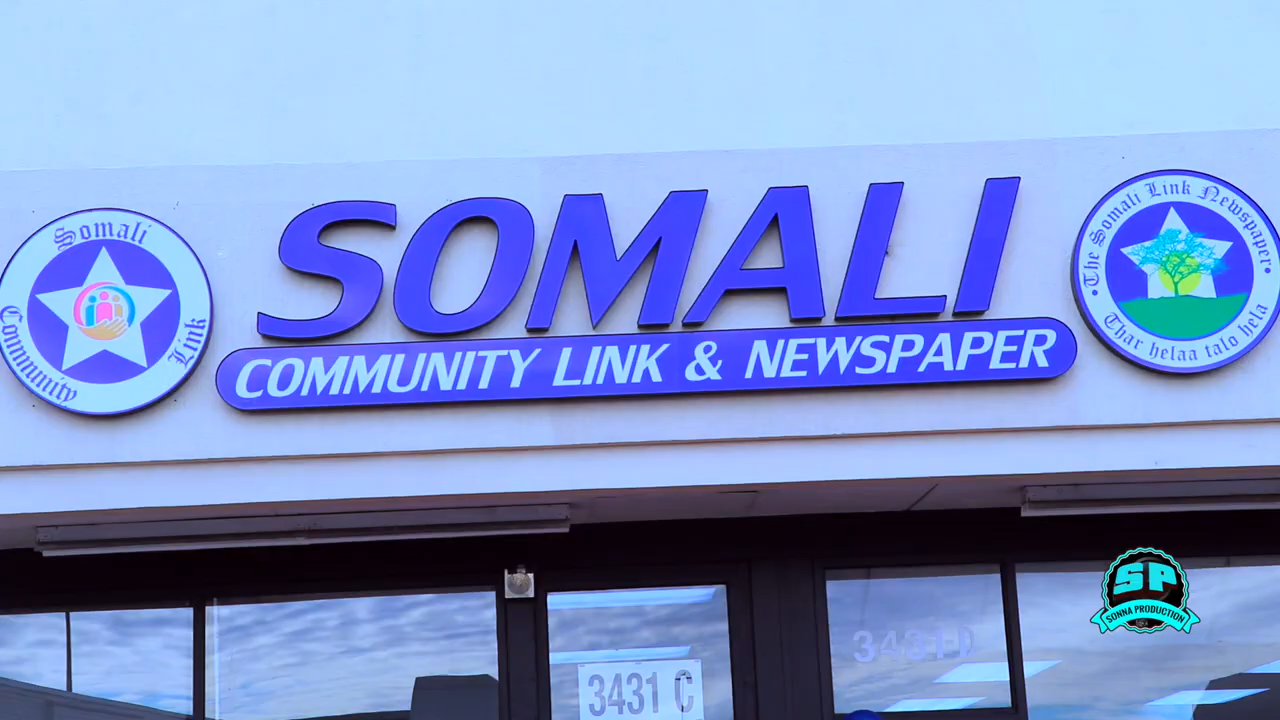 Somali
Community
Link
SOMALI
COMMUNITY LINK & NEWSPAPER
•The Somali Link Newspaper•
Thar helaa talo hela
SP
SONNA PRODUCTION
3431 C